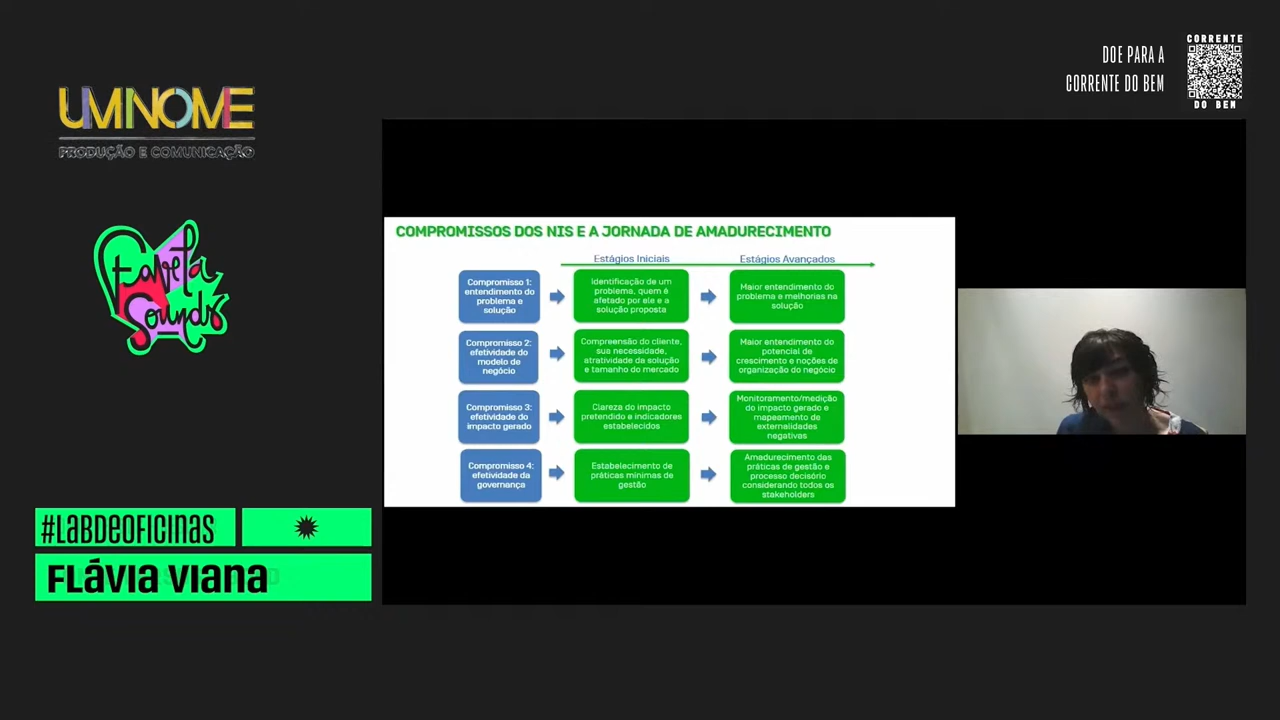 DOE PARA A
CORRENTE DO BEM
CORRENTE
DO BEM
UMNOME
PRODUÇÃO E COMUNICAÇÃO
Favela
Sounds
COMPROMISSOS DOS NIS E A JORNADA DE AMADURECIMENTO
Estágios Iniciais
Estágios Avançados
Compromisso 1:
entendimento do
problema e
solução
Identificação de um
problema, quem é
afetado por ele e a
solução proposta
Maior entendimento do
problema e melhorias na
solução
Compromisso 2:
efetividade do
modelo de
negócio
Compreensão do cliente,
sua necessidade,
atratividade da solução
e tamanho do mercado
Maior entendimento do
potencial de
crescimento e noções de
organização do negócio
Compromisso 3:
efetividade do
impacto gerado
Clareza do impacto
pretendido e indicadores
estabelecidos
Monitoramento/medição
do impacto gerado e
mapeamento de
externalidades
negativas
Compromisso 4:
efetividade da
governança
Estabelecimento de
práticas mínimas de
gestão
Amadurecimento das
práticas de gestão e
processo decisório
considerando todos os
stakeholders
#LABDEOFICINAS
FLÁVIA VIANA